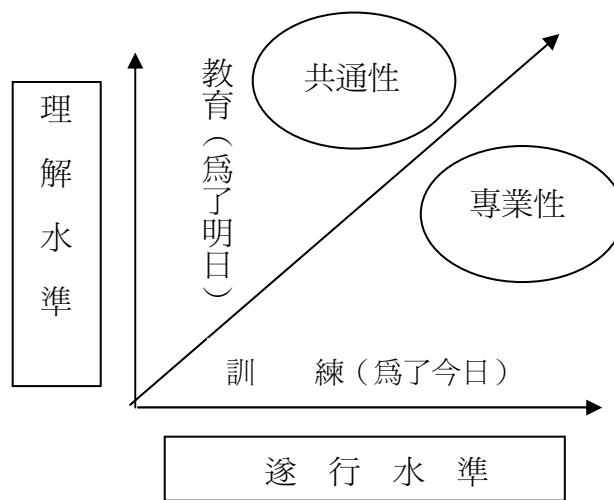 理解水準
教育（爲了明日）
共通性
專業性
訓　　練（爲了今日）
遂　行　水　準